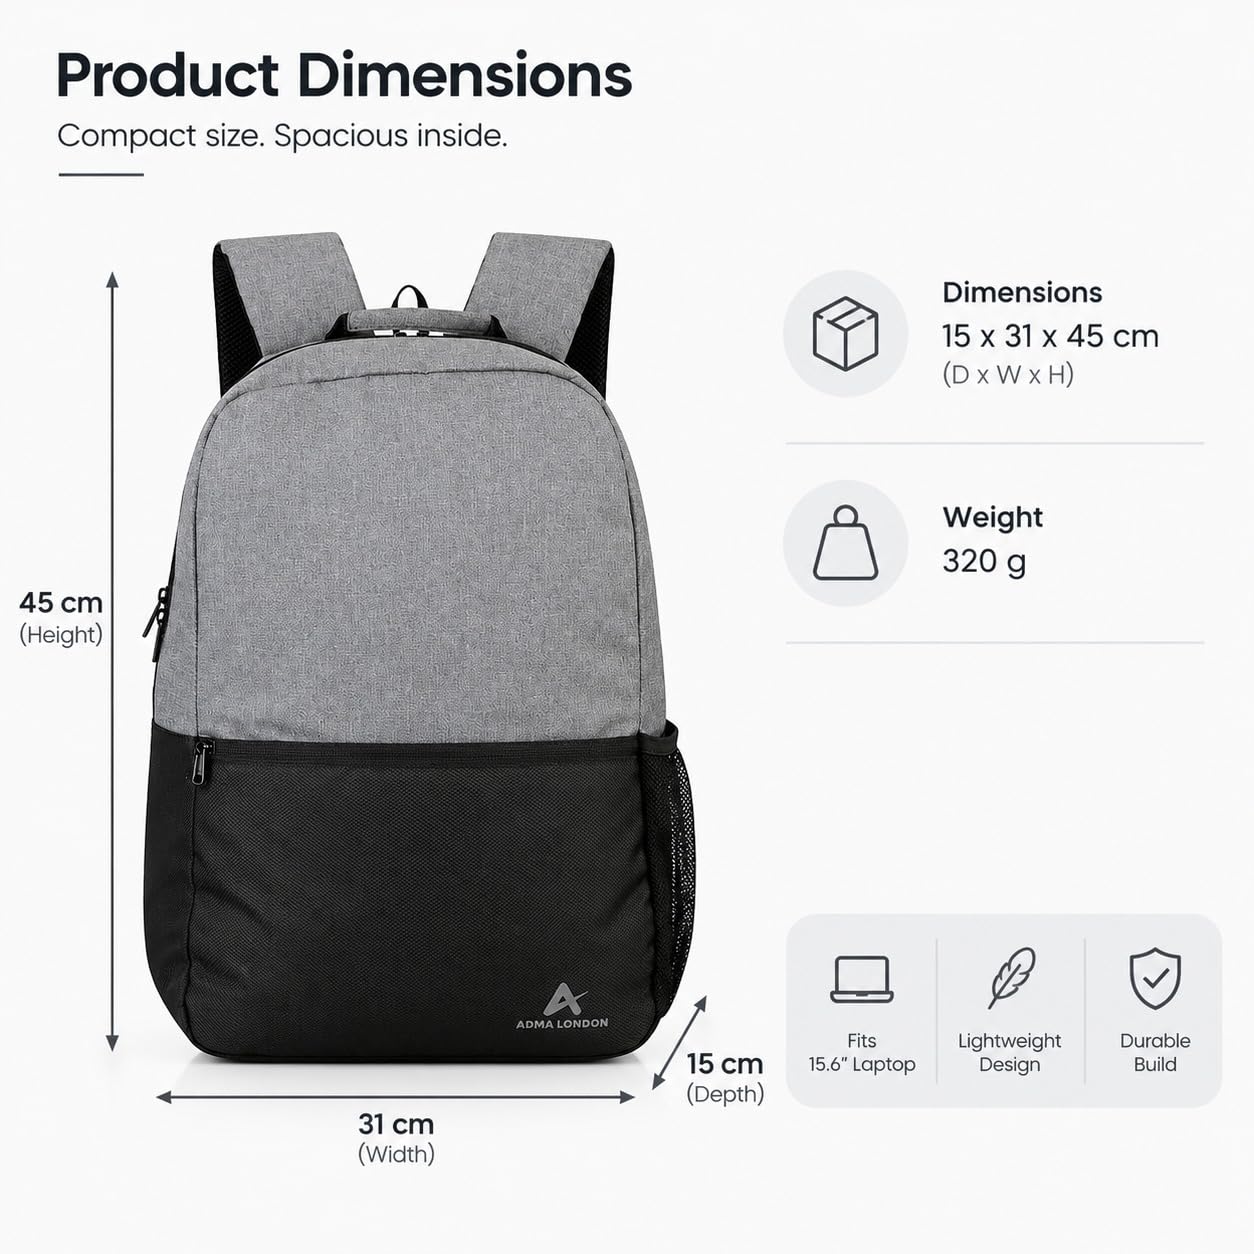 Product Dimensions
Compact size. Spacious inside.
Dimensions
15 x 31 x 45 cm
(D x W x H)
Weight
320 g
45 cm
(Height)
ADMA LONDON
15 cm
(Depth)
31 cm
(Width)
Fits
15.6" Laptop
Lightweight
Design
Durable
Build